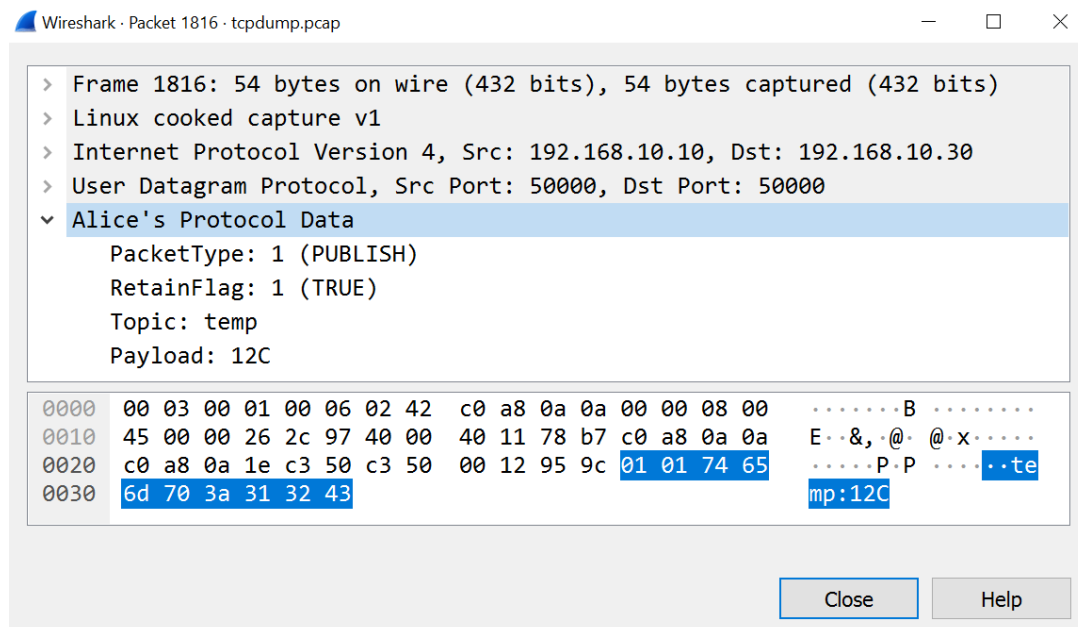 Wireshark · Packet 1816 · tcpdump.pcap
Frame 1816: 54 bytes on wire (432 bits), 54 bytes captured (432 bits)
Linux cooked capture v1
Internet Protocol Version 4, Src: 192.168.10.10, Dst: 192.168.10.30
User Datagram Protocol, Src Port: 50000, Dst Port: 50000
Alice's Protocol Data
PacketType: 1 (PUBLISH)
RetainFlag: 1 (TRUE)
Topic: temp
Payload: 12C
0000 00 03 00 01 00 06 02 42 c0 a8 0a 0a 00 00 08 00 ·······B ········
0010 45 00 00 26 2c 97 40 00 40 11 78 b7 c0 a8 0a 0a E··&,·@· @·x·····
0020 c0 a8 0a 1e c3 50 c3 50 00 12 95 9c 01 01 74 65 ·····P·P ······te
0030 6d 70 3a 31 32 43 mp:12C
Close Help